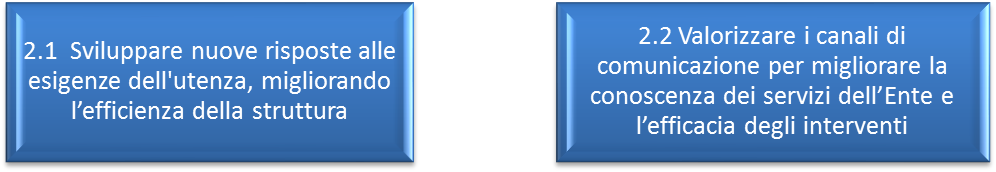 2.1  Sviluppare nuove risposte alle
esigenze dell'utenza, migliorando
l’efficienza della struttura
2.2 Valorizzare i canali di
comunicazione per migliorare la
conoscenza dei servizi dell’Ente e
l’efficacia degli interventi